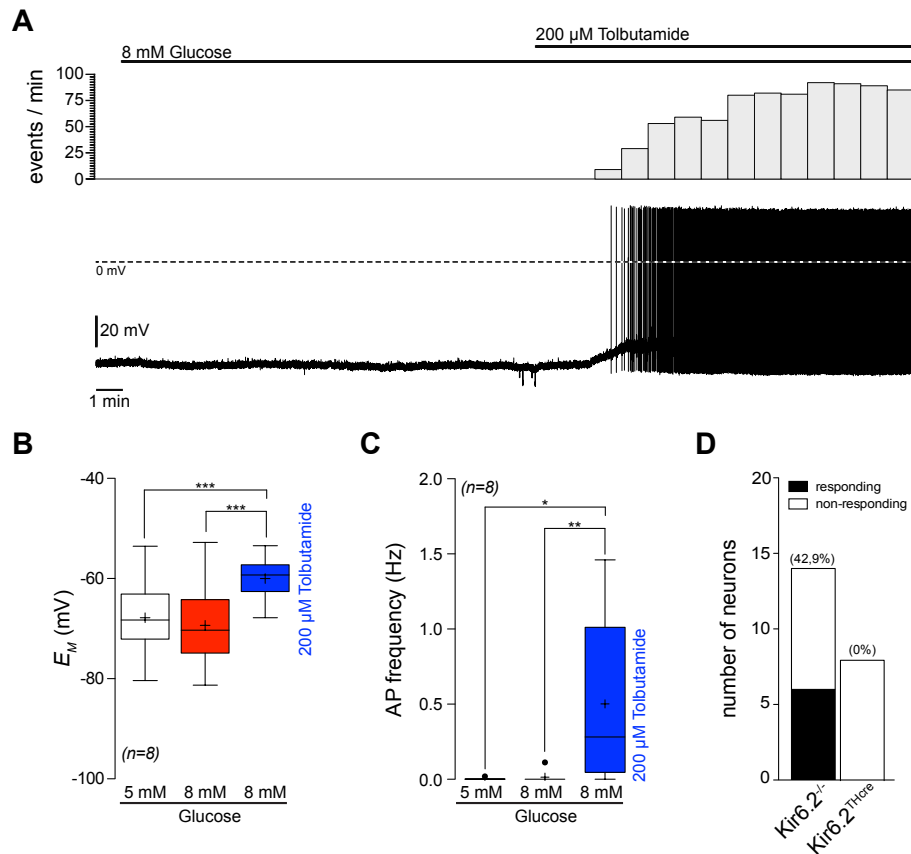 A
200 µM Tolbutamide
8 mM Glucose
100
75
50
25
0
events / min
0 mV
20 mV
1 min
B
-40
-60
-80
-100
E_M (mV)
***
***
(n=8)
200 µM Tolbutamide
5 mM 8 mM 8 mM
Glucose
C
2.0
1.5
1.0
0.5
0.0
AP frequency (Hz)
(n=8)
*
**
200 µM Tolbutamide
5 mM 8 mM 8 mM
Glucose
D
20
15
10
5
0
number of neurons
responding
non-responding
(42,9%)
(0%)
Kir6.2-/-
Kir6.2THcre